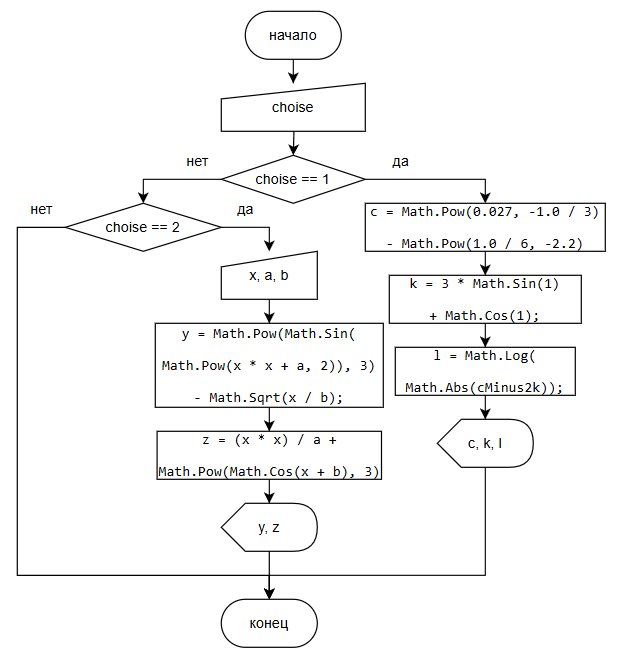 начало
choise
нет
да
choise == 1
нет
да
choise == 2
c = Math.Pow(0.027, -1.0 / 3)
- Math.Pow(1.0 / 6, -2.2)
x, a, b
k = 3 * Math.Sin(1)
+ Math.Cos(1);
y = Math.Pow(Math.Sin(
Math.Pow(x * x + a, 2)), 3)
- Math.Sqrt(x / b);
l = Math.Log(
Math.Abs(cMinus2k));
z = (x * x) / a +
Math.Pow(Math.Cos(x + b), 3)
c, k, l
y, z
конец